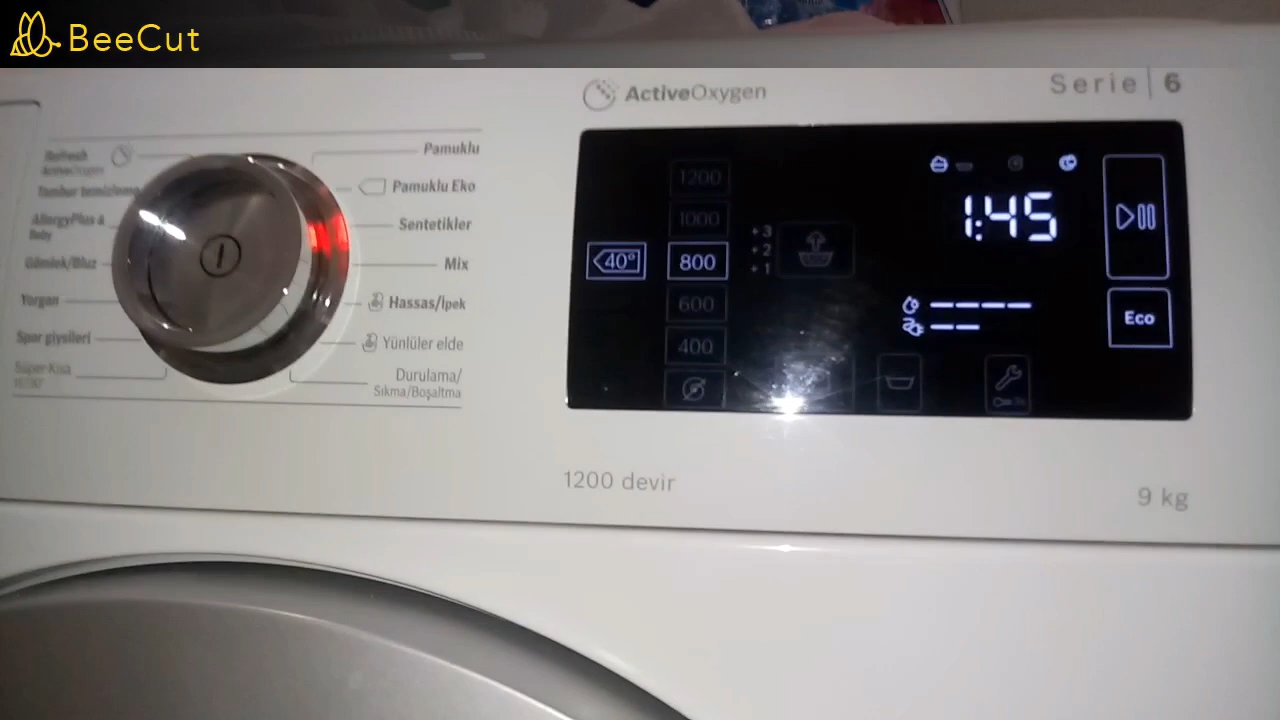 BeeCut
ActiveOxygen
Serie | 6
Refresh
ActiveOxygen
Tambur temizleme
AllergyPlus a
Baby
Gömlek/Bluz
Yorgan
Spor giysileri
Süper Kısa
15'/30'
Pamuklu
Pamuklu Eko
Sentetikler
Mix
Hassas/İpek
Yünlüler elde
Durulama/
Sıkma/Boşaltma
40°
1200
1000
800
600
400
+ 3
+ 2
+ 1
1:45
Eco
1200 devir
9 kg